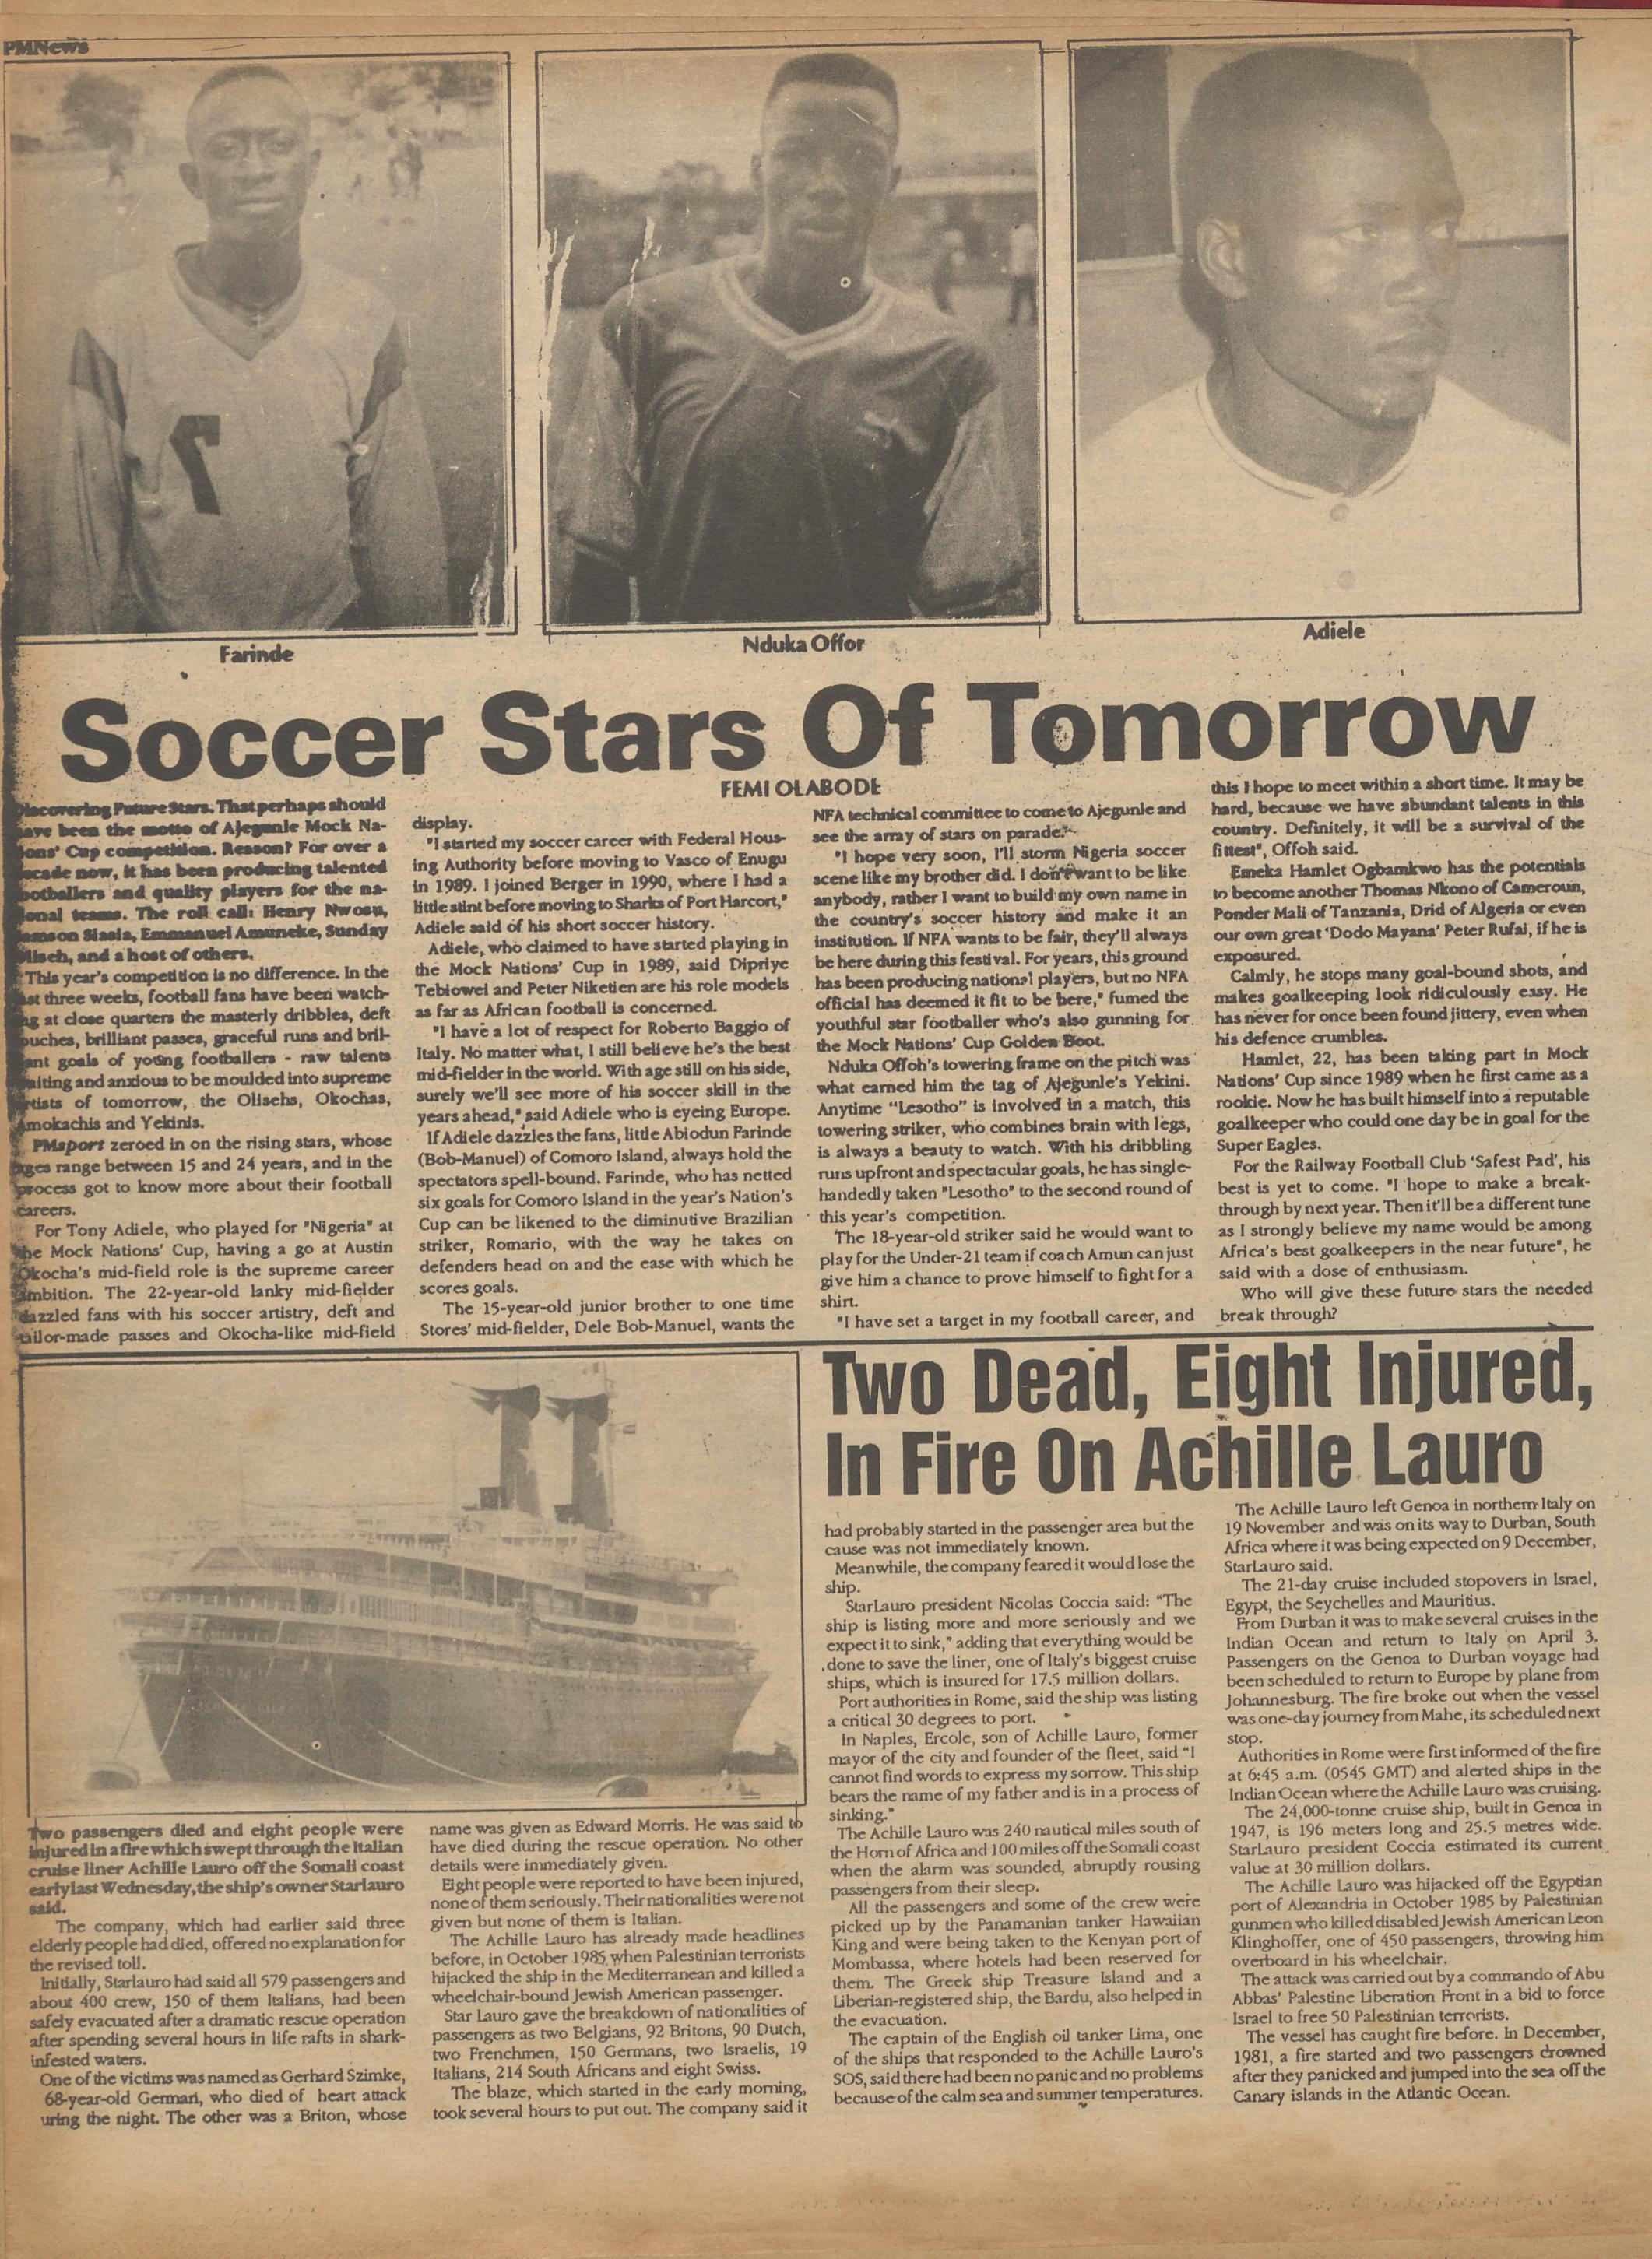 PMNews
Farinde
Nduka Offor
Adiele
Soccer Stars Of Tomorrow
FEMI OLABODE
Discovering Future Stars. That perhaps should
have been the motto of Ajegunle Mock Na-
tions' Cup competition. Reason? For over a
decade now, it has been producing talented
footballers and quality players for the na-
tional teams. The roll call: Henry Nwosu,
Samson Siasia, Emmanuel Amuneke, Sunday
Oliseh, and a host of others.
This year's competition is no difference. In the
last three weeks, football fans have been watch-
ing at close quarters the masterly dribbles, deft
touches, brilliant passes, graceful runs and bril-
liant goals of young footballers - raw talents
waiting and anxious to be moulded into supreme
artists of tomorrow, the Olisehs, Okochas,
Amokachis and Yekinis.
PMsport zeroed in on the rising stars, whose
ages range between 15 and 24 years, and in the
process got to know more about their football
careers.
For Tony Adiele, who played for "Nigeria" at
the Mock Nations' Cup, having a go at Austin
Okocha's mid-field role is the supreme career
ambition. The 22-year-old lanky mid-fielder
dazzled fans with his soccer artistry, deft and
tailor-made passes and Okocha-like mid-field
display.
"I started my soccer career with Federal Hous-
ing Authority before moving to Vasco of Enugu
in 1989. I joined Berger in 1990, where I had a
little stint before moving to Sharks of Port Harcort,"
Adiele said of his short soccer history.
Adiele, who claimed to have started playing in
the Mock Nations' Cup in 1989, said Dipriye
Tebiowei and Peter Niketien are his role models
as far as African football is concerned.
"I have a lot of respect for Roberto Baggio of
Italy. No matter what, I still believe he's the best
mid-fielder in the world. With age still on his side,
surely we'll see more of his soccer skill in the
years ahead," said Adiele who is eyeing Europe.
If Adiele dazzles the fans, little Abiodun Farinde
(Bob-Manuel) of Comoro Island, always hold the
spectators spell-bound. Farinde, who has netted
six goals for Comoro Island in the year's Nation's
Cup can be likened to the diminutive Brazilian
striker, Romario, with the way he takes on
defenders head on and the ease with which he
scores goals.
The 15-year-old junior brother to one time
Stores' mid-fielder, Dele Bob-Manuel, wants the
NFA technical committee to come to Ajegunle and
see the array of stars on parade."
"I hope very soon, I'll storm Nigeria soccer
scene like my brother did. I don't want to be like
anybody, rather I want to build my own name in
the country's soccer history and make it an
institution. If NFA wants to be fair, they'll always
be here during this festival. For years, this ground
has been producing national players, but no NFA
official has deemed it fit to be here," fumed the
youthful star footballer who's also gunning for
the Mock Nations' Cup Golden Boot.
Nduka Offoh's towering frame on the pitch was
what earned him the tag of Ajegunle's Yekini.
Anytime "Lesotho" is involved in a match, this
towering striker, who combines brain with legs,
is always a beauty to watch. With his dribbling
runs upfront and spectacular goals, he has single-
handedly taken "Lesotho" to the second round of
this year's competition.
The 18-year-old striker said he would want to
play for the Under-21 team if coach Amun can just
give him a chance to prove himself to fight for a
shirt.
"I have set a target in my football career, and
this I hope to meet within a short time. It may be
hard, because we have abundant talents in this
country. Definitely, it will be a survival of the
fittest", Offoh said.
Emeka Hamlet Ogbamkwo has the potentials
to become another Thomas Nkono of Cameroun,
Ponder Mali of Tanzania, Drid of Algeria or even
our own great 'Dodo Mayana' Peter Rufai, if he is
exposured.
Calmly, he stops many goal-bound shots, and
makes goalkeeping look ridiculously easy. He
has never for once been found jittery, even when
his defence crumbles.
Hamlet, 22, has been taking part in Mock
Nations' Cup since 1989 when he first came as a
rookie. Now he has built himself into a reputable
goalkeeper who could one day be in goal for the
Super Eagles.
For the Railway Football Club 'Safest Pad', his
best is yet to come. "I hope to make a break-
through by next year. Then it'll be a different tune
as I strongly believe my name would be among
Africa's best goalkeepers in the near future", he
said with a dose of enthusiasm.
Who will give these future stars the needed
break through?
Two Dead, Eight Injured,
In Fire On Achille Lauro
Two passengers died and eight people were
injured in a fire which swept through the Italian
cruise liner Achille Lauro off the Somali coast
early last Wednesday, the ship's owner Starlauro
said.
The company, which had earlier said three
elderly people had died, offered no explanation for
the revised toll.
Initially, Starlauro had said all 579 passengers and
about 400 crew, 150 of them Italians, had been
safely evacuated after a dramatic rescue operation
after spending several hours in life rafts in shark-
infested waters.
One of the victims was named as Gerhard Szimke,
68-year-old German, who died of heart attack
uring the night. The other was a Briton, whose
name was given as Edward Morris. He was said to
have died during the rescue operation. No other
details were immediately given.
Eight people were reported to have been injured,
none of them seriously. Their nationalities were not
given but none of them is Italian.
The Achille Lauro has already made headlines
before, in October 1985, when Palestinian terrorists
hijacked the ship in the Mediterranean and killed a
wheelchair-bound Jewish American passenger.
Star Lauro gave the breakdown of nationalities of
passengers as two Belgians, 92 Britons, 90 Dutch,
two Frenchmen, 150 Germans, two Israelis, 19
Italians, 214 South Africans and eight Swiss.
The blaze, which started in the early morning,
took several hours to put out. The company said it
had probably started in the passenger area but the
cause was not immediately known.
Meanwhile, the company feared it would lose the
ship.
StarLauro president Nicolas Coccia said: "The
ship is listing more and more seriously and we
expect it to sink," adding that everything would be
done to save the liner, one of Italy's biggest cruise
ships, which is insured for 17.5 million dollars.
Port authorities in Rome, said the ship was listing
a critical 30 degrees to port.
In Naples, Ercole, son of Achille Lauro, former
mayor of the city and founder of the fleet, said "I
cannot find words to express my sorrow. This ship
bears the name of my father and is in a process of
sinking."
The Achille Lauro was 240 nautical miles south of
the Horn of Africa and 100 miles off the Somali coast
when the alarm was sounded, abruptly rousing
passengers from their sleep.
All the passengers and some of the crew were
picked up by the Panamanian tanker Hawaiian
King and were being taken to the Kenyan port of
Mombassa, where hotels had been reserved for
them. The Greek ship Treasure Island and a
Liberian-registered ship, the Bardu, also helped in
the evacuation.
The captain of the English oil tanker Lima, one
of the ships that responded to the Achille Lauro's
SOS, said there had been no panic and no problems
because of the calm sea and summer temperatures.
The Achille Lauro left Genoa in northern Italy on
19 November and was on its way to Durban, South
Africa where it was being expected on 9 December,
StarLauro said.
The 21-day cruise included stopovers in Israel,
Egypt, the Seychelles and Mauritius.
From Durban it was to make several cruises in the
Indian Ocean and return to Italy on April 3.
Passengers on the Genoa to Durban voyage had
been scheduled to return to Europe by plane from
Johannesburg. The fire broke out when the vessel
was one-day journey from Mahe, its scheduled next
stop.
Authorities in Rome were first informed of the fire
at 6:45 a.m. (0545 GMT) and alerted ships in the
Indian Ocean where the Achille Lauro was cruising.
The 24,000-tonne cruise ship, built in Genoa in
1947, is 196 meters long and 25.5 metres wide.
StarLauro president Coccia estimated its current
value at 30 million dollars.
The Achille Lauro was hijacked off the Egyptian
port of Alexandria in October 1985 by Palestinian
gunmen who killed disabled Jewish American Leon
Klinghoffer, one of 450 passengers, throwing him
overboard in his wheelchair.
The attack was carried out by a commando of Abu
Abbas' Palestine Liberation Front in a bid to force
Israel to free 50 Palestinian terrorists.
The vessel has caught fire before. In December,
1981, a fire started and two passengers drowned
after they panicked and jumped into the sea off the
Canary islands in the Atlantic Ocean.